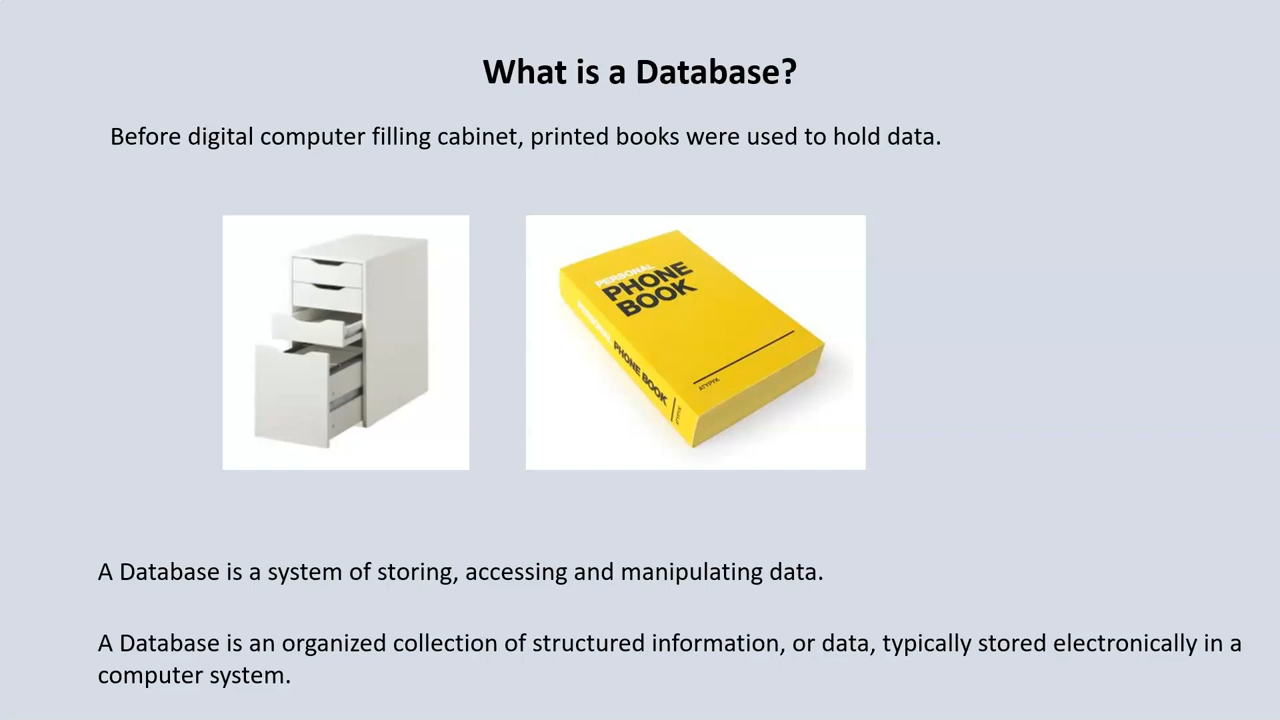 What is a Database?
Before digital computer filling cabinet, printed books were used to hold data.
PERSONAL
PHONE
BOOK
PHONE BOOK
ATYPYK
ATYPYK
A Database is a system of storing, accessing and manipulating data.
A Database is an organized collection of structured information, or data, typically stored electronically in a
computer system.